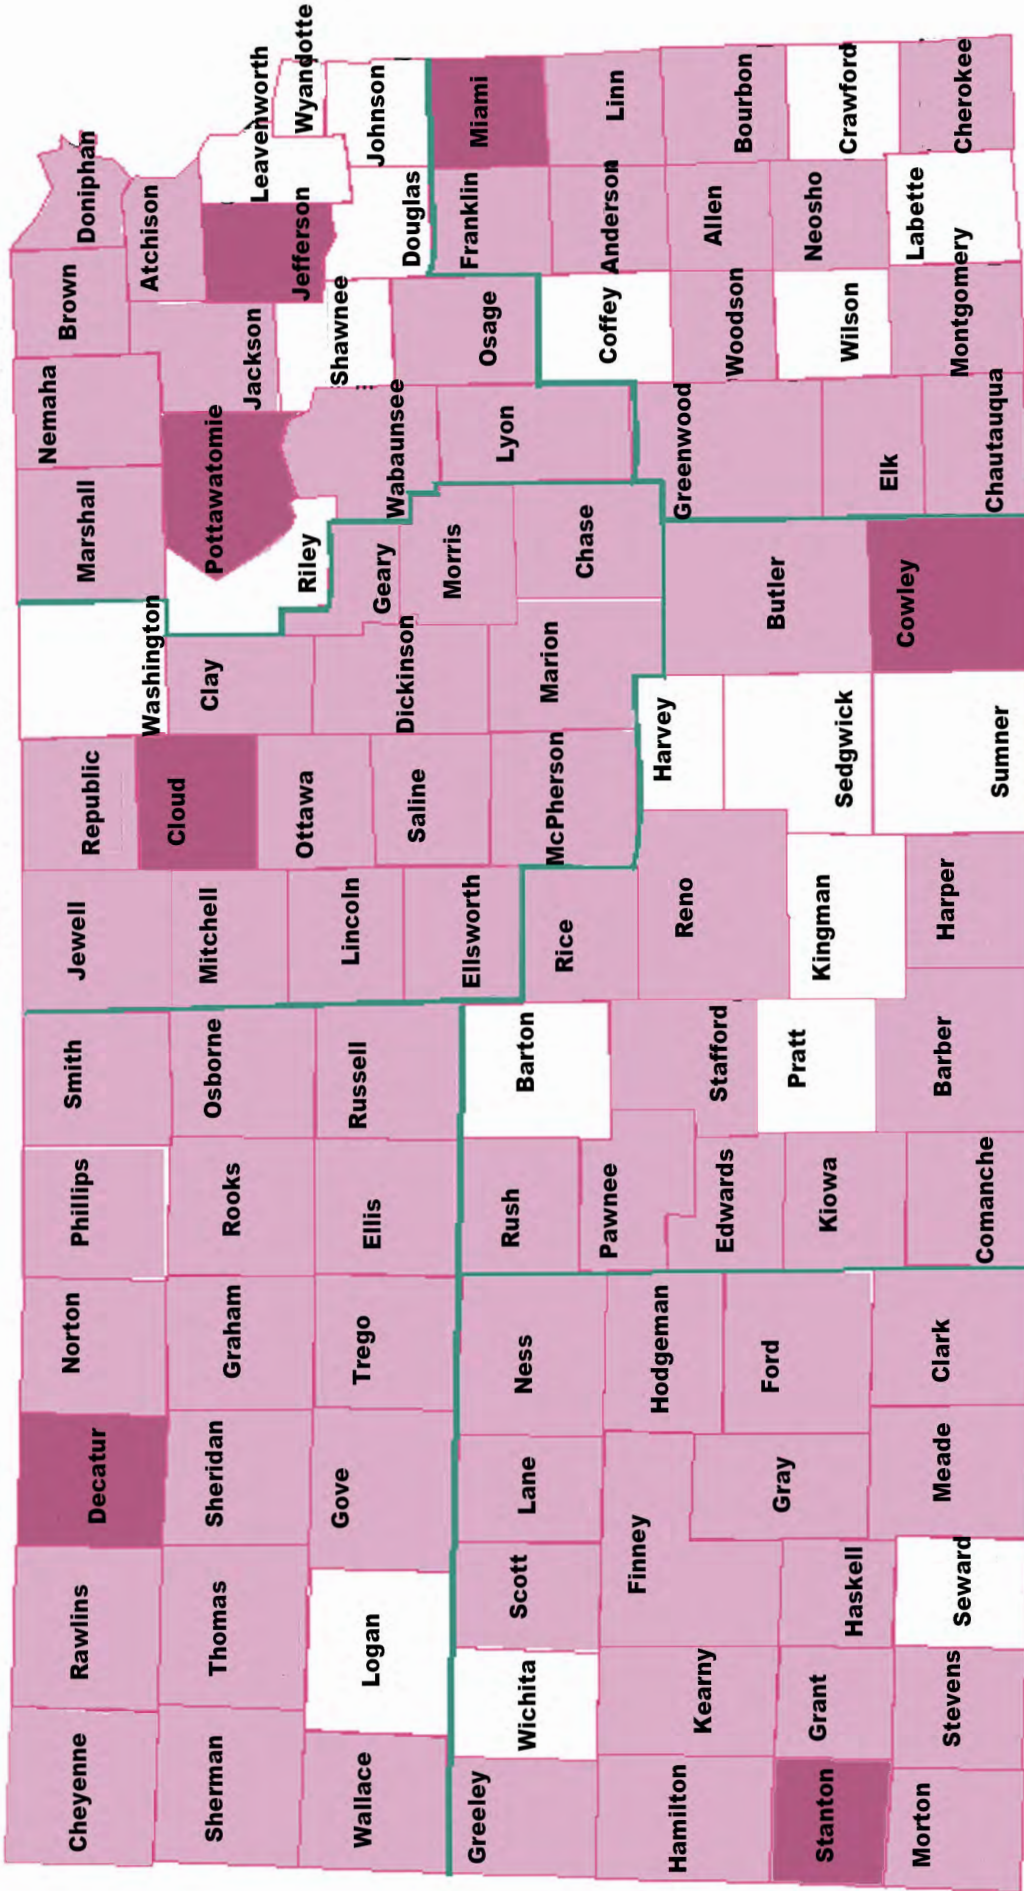 Cheyenne
Rawlins
Decatur
Norton
Phillips
Smith
Jewell
Republic
Washington
Marshall
Nemaha
Brown
Doniphan
Sherman
Thomas
Sheridan
Graham
Rooks
Osborne
Mitchell
Cloud
Clay
Riley
Pottawatomie
Jackson
Atchison
Jefferson
Leavenworth
Wyandotte
Wallace
Logan
Gove
Trego
Ellis
Russell
Lincoln
Ottawa
Saline
Dickinson
Geary
Wabaunsee
Shawnee
Douglas
Johnson
Greeley
Wichita
Scott
Lane
Ness
Rush
Barton
Ellsworth
Rice
McPherson
Marion
Morris
Chase
Lyon
Osage
Franklin
Miami
Hamilton
Kearny
Finney
Hodgeman
Pawnee
Stafford
Reno
Harvey
Butler
Greenwood
Coffey
Anderson
Linn
Stanton
Grant
Haskell
Gray
Ford
Edwards
Kiowa
Pratt
Kingman
Sedgwick
Woodson
Allen
Bourbon
Wilson
Neosho
Crawford
Morton
Stevens
Seward
Meade
Clark
Comanche
Barber
Harper
Sumner
Cowley
Elk
Chautauqua
Montgomery
Labette
Cherokee